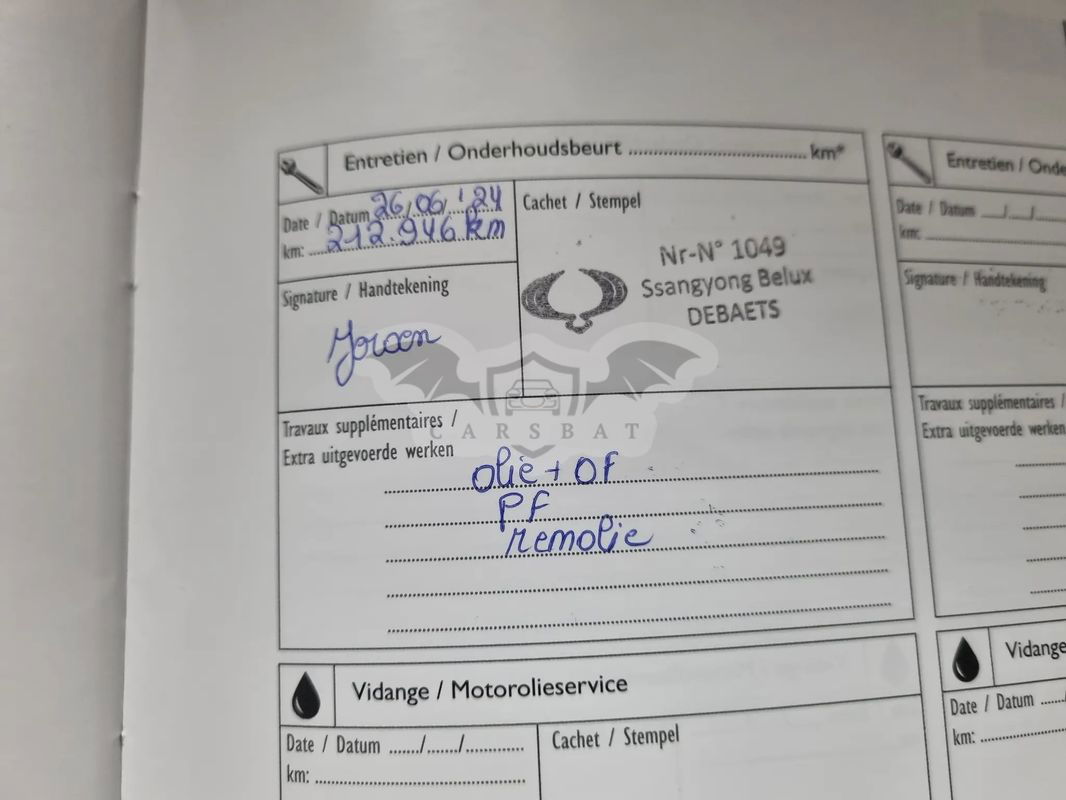 Entretien / Onderhoudsbeurt ........................................ km*
Date / Datum 26/06/'24
km: 212.946 km
Cachet / Stempel
Nr-N° 1049
Ssangyong Belux
DEBAETS
Signature / Handtekening
Jeroen
CARSBAT
Travaux supplémentaires /
Extra uitgevoerde werken
olie + OF
PF
remolie
Vidange / Motorolieservice
Date / Datum ....../....../............
km: ........................................
Cachet / Stempel
Entretien / Onde
Date / Datum ..../..../....
km: ........................
Signature / Handtekening
Travaux supplémentaires /
Extra uitgevoerde werken
Vidange
Date / Datum ......
km: ..................